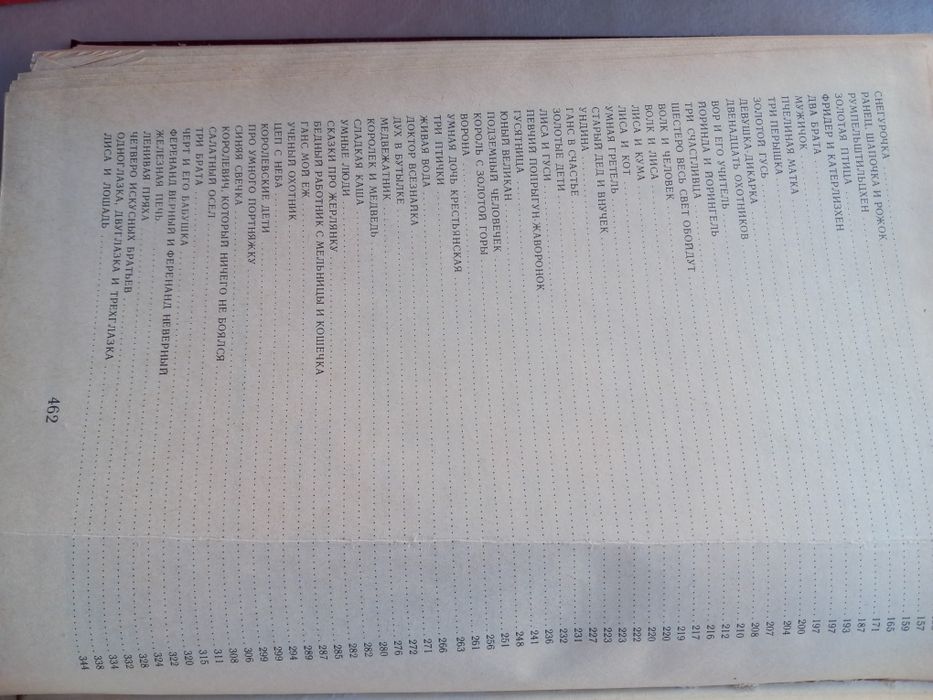 СНЕГУРОЧКА
РАНЕЦ, ШАПОЧКА И РОЖОК
РУМПЕЛЬШТИЛЬЦХЕН
ЗОЛОТАЯ ПТИЦА
ФРИДЕР И КАТЕРЛИЗХЕН
ДВА БРАТА
МУЖИЧОК
ПЧЕЛИНАЯ МАТКА
ТРИ ПЕРЫШКА
ЗОЛОТОЙ ГУСЬ
ДЕВУШКА-ДИКАРКА
ДВЕНАДЦАТЬ ОХОТНИКОВ
ВОР И ЕГО УЧИТЕЛЬ
ЙОРИНДА И ЙОРИНГЕЛЬ
ТРИ СЧАСТЛИВЦА
ШЕСТЕРО ВЕСЬ СВЕТ ОБОЙДУТ
ВОЛК И ЧЕЛОВЕК
ВОЛК И ЛИСА
ЛИСА И КУМА
ЛИСА И КОТ
УМНАЯ ГРЕТЕЛЬ
СТАРЫЙ ДЕД И ВНУЧЕК
УНДИНА
ГАНС В СЧАСТЬЕ
ЗОЛОТЫЕ ДЕТИ
ЛИСА И ГУСИ
ПЕВЧИЙ ПОПРЫГУН-ЖАВОРОНОК
ГУСЯТНИЦА
ЮНЫЙ ВЕЛИКАН
ПОДЗЕМНЫЙ ЧЕЛОВЕЧЕК
КОРОЛЬ С ЗОЛОТОЙ ГОРЫ
ВОРОНА
УМНАЯ ДОЧЬ КРЕСТЬЯНСКАЯ
ТРИ ПТИЧКИ
ЖИВАЯ ВОДА
ДОКТОР ВСЕЗНАЙКА
ДУХ В БУТЫЛКЕ
МЕДВЕЖАТНИК
КОРОЛЕК И МЕДВЕДЬ
СЛАДКАЯ КАША
УМНЫЕ ЛЮДИ
СКАЗКИ ПРО ЖЕРЛЯНКУ
БЕДНЫЙ РАБОТНИК С МЕЛЬНИЦЫ И КОШЕЧКА
ГАНС МОЙ ЕЖ
УЧЕНЫЙ ОХОТНИК
ЦЕП С НЕБА
КОРОЛЕВСКИЕ ДЕТИ
ПРО УМНОГО ПОРТНЯЖКУ
СИНЯЯ СВЕЧКА
КОРОЛЕВИЧ, КОТОРЫЙ НИЧЕГО НЕ БОЯЛСЯ
САЛАТНЫЙ ОСЕЛ
ТРИ БРАТА
ЧЕРТ И ЕГО БАБУШКА
ФЕРЕНАНД ВЕРНЫЙ И ФЕРЕНАНД НЕВЕРНЫЙ
ЖЕЛЕЗНАЯ ПЕЧЬ
ЛЕНИВАЯ ПРЯХА
ЧЕТВЕРО ИСКУСНЫХ БРАТЬЕВ
ОДНОГЛАЗКА, ДВУГЛАЗКА И ТРЕХГЛАЗКА
ЛИСА И ЛОШАДЬ
157
159
165
171
187
193
197
197
200
204
207
208
210
212
216
217
219
220
220
222
223
223
227
231
232
236
241
248
251
256
261
263
266
271
272
276
280
282
282
282
285
287
289
294
299
299
306
308
311
315
320
322
324
328
332
334
338
344
462